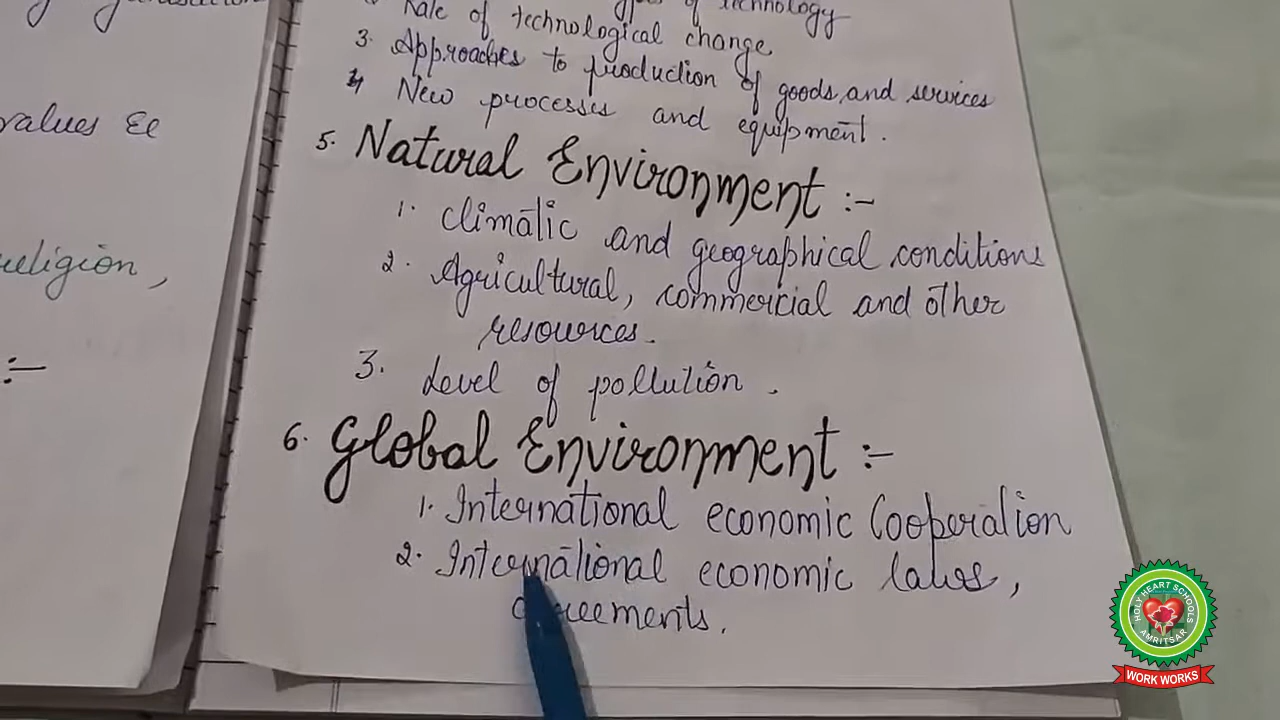 values &
religion,
:-
of technology
Rate of technological change
3. Approaches to production of goods, and services
4 New processes and equipment.
5. Natural Environment :-
1. Climatic and geographical conditions
2. Agricultural, commercial and other
resources.
3. Level of pollution.
6. Global Environment :-
1. International economic Cooperation
2. International economic laws,
agreements.
HOLY HEART SCHOOLS
AMRITSAR
WORK WORKS